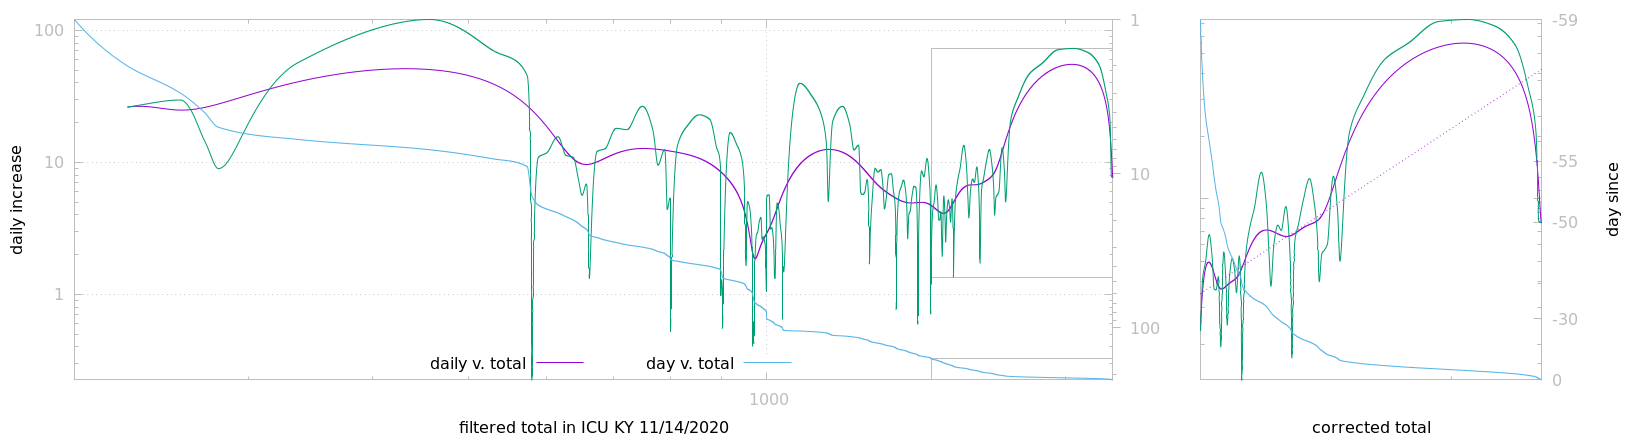 100
10
1
daily increase
daily v. total
day v. total
1
10
100
1000
filtered total in ICU KY 11/14/2020
-59
-55
-50
-30
0
day since
corrected total